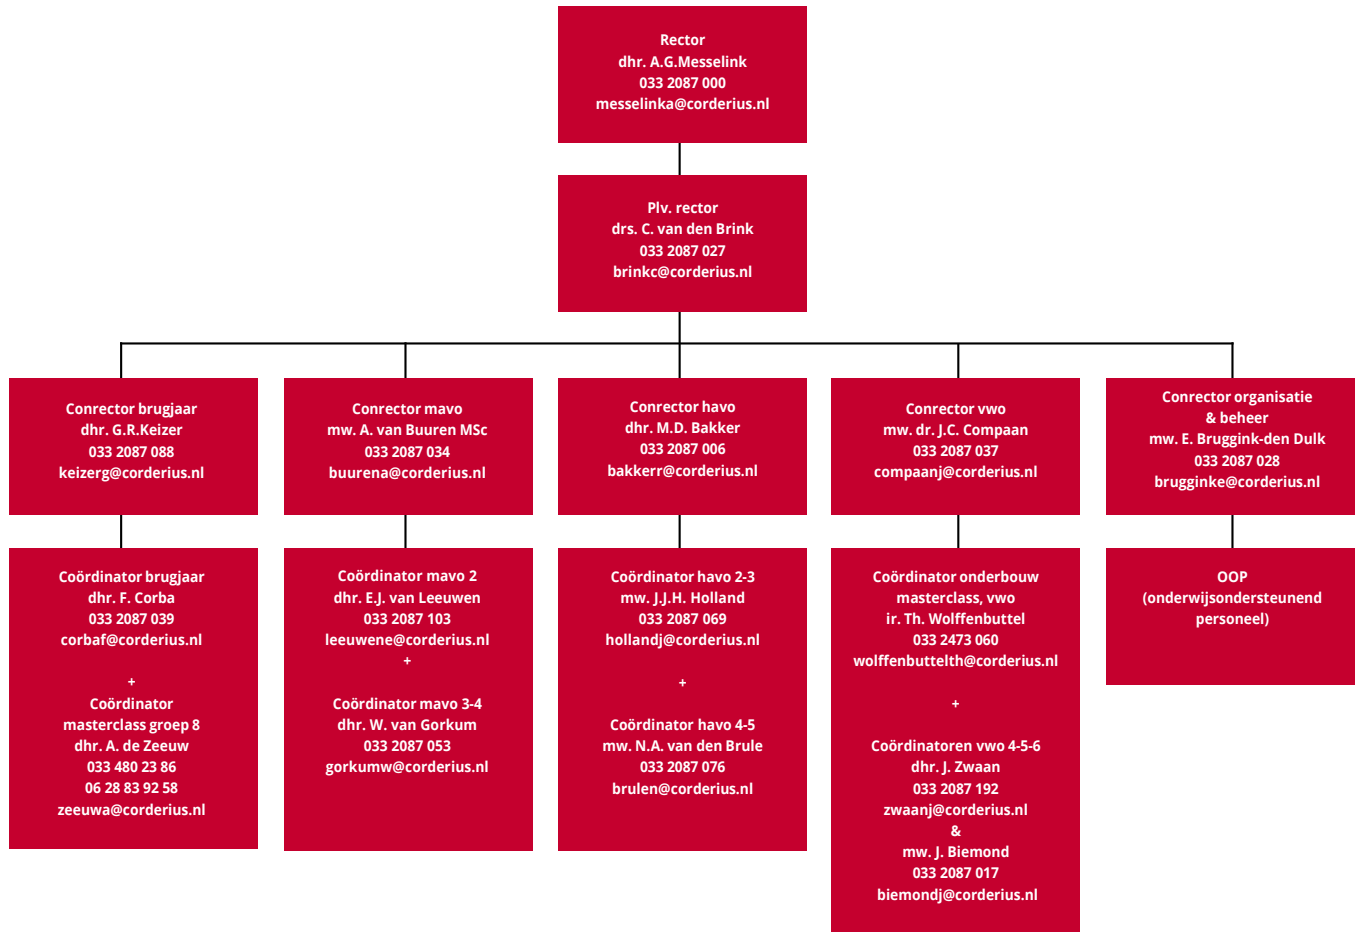 Rector
dhr. A.G.Messelink
033 2087 000
messelinka@corderius.nl
Plv. rector
drs. C. van den Brink
033 2087 027
brinkc@corderius.nl
Conrector brugjaar
dhr. G.R.Keizer
033 2087 088
keizerg@corderius.nl
Conrector mavo
mw. A. van Buuren MSc
033 2087 034
buurena@corderius.nl
Conrector havo
dhr. M.D. Bakker
033 2087 006
bakkerr@corderius.nl
Conrector vwo
mw. dr. J.C. Compaan
033 2087 037
compaanj@corderius.nl
Conrector organisatie
& beheer
mw. E. Bruggink-den Dulk
033 2087 028
brugginke@corderius.nl
Coördinator brugjaar
dhr. F. Corba
033 2087 039
corbaf@corderius.nl
+
Coördinator
masterclass groep 8
dhr. A. de Zeeuw
033 480 23 86
06 28 83 92 58
zeeuwa@corderius.nl
Coördinator mavo 2
dhr. E.J. van Leeuwen
033 2087 103
leeuwene@corderius.nl
+
Coördinator mavo 3-4
dhr. W. van Gorkum
033 2087 053
gorkumw@corderius.nl
Coördinator havo 2-3
mw. J.J.H. Holland
033 2087 069
hollandj@corderius.nl
+
Coördinator havo 4-5
mw. N.A. van den Brule
033 2087 076
brulen@corderius.nl
Coördinator onderbouw
masterclass, vwo
ir. Th. Wolffenbuttel
033 2473 060
wolffenbuttelth@corderius.nl
+
Coördinatoren vwo 4-5-6
dhr. J. Zwaan
033 2087 192
zwaanj@corderius.nl
&
mw. J. Biemond
033 2087 017
biemondj@corderius.nl
OOP
(onderwijsondersteunend
personeel)